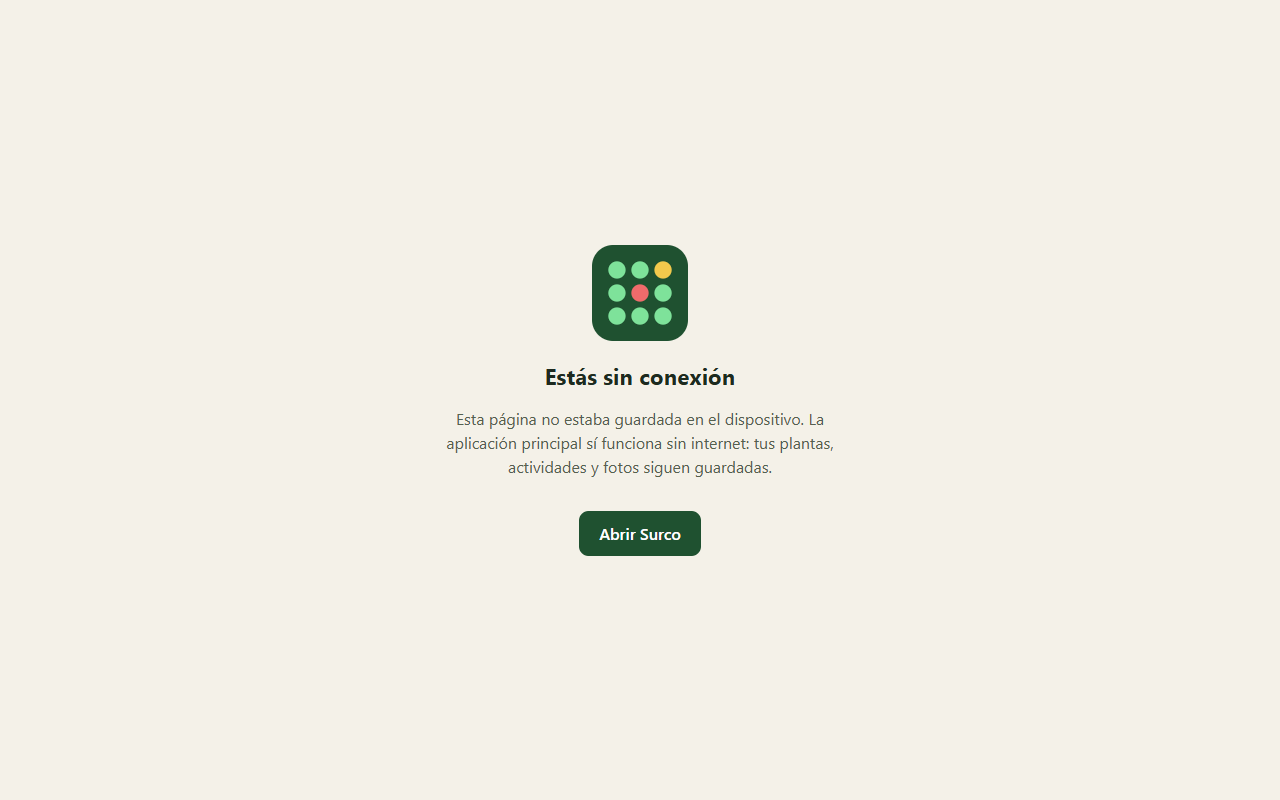 Estás sin conexión
Esta página no estaba guardada en el dispositivo. La
aplicación principal sí funciona sin internet: tus plantas,
actividades y fotos siguen guardadas.
Abrir Surco